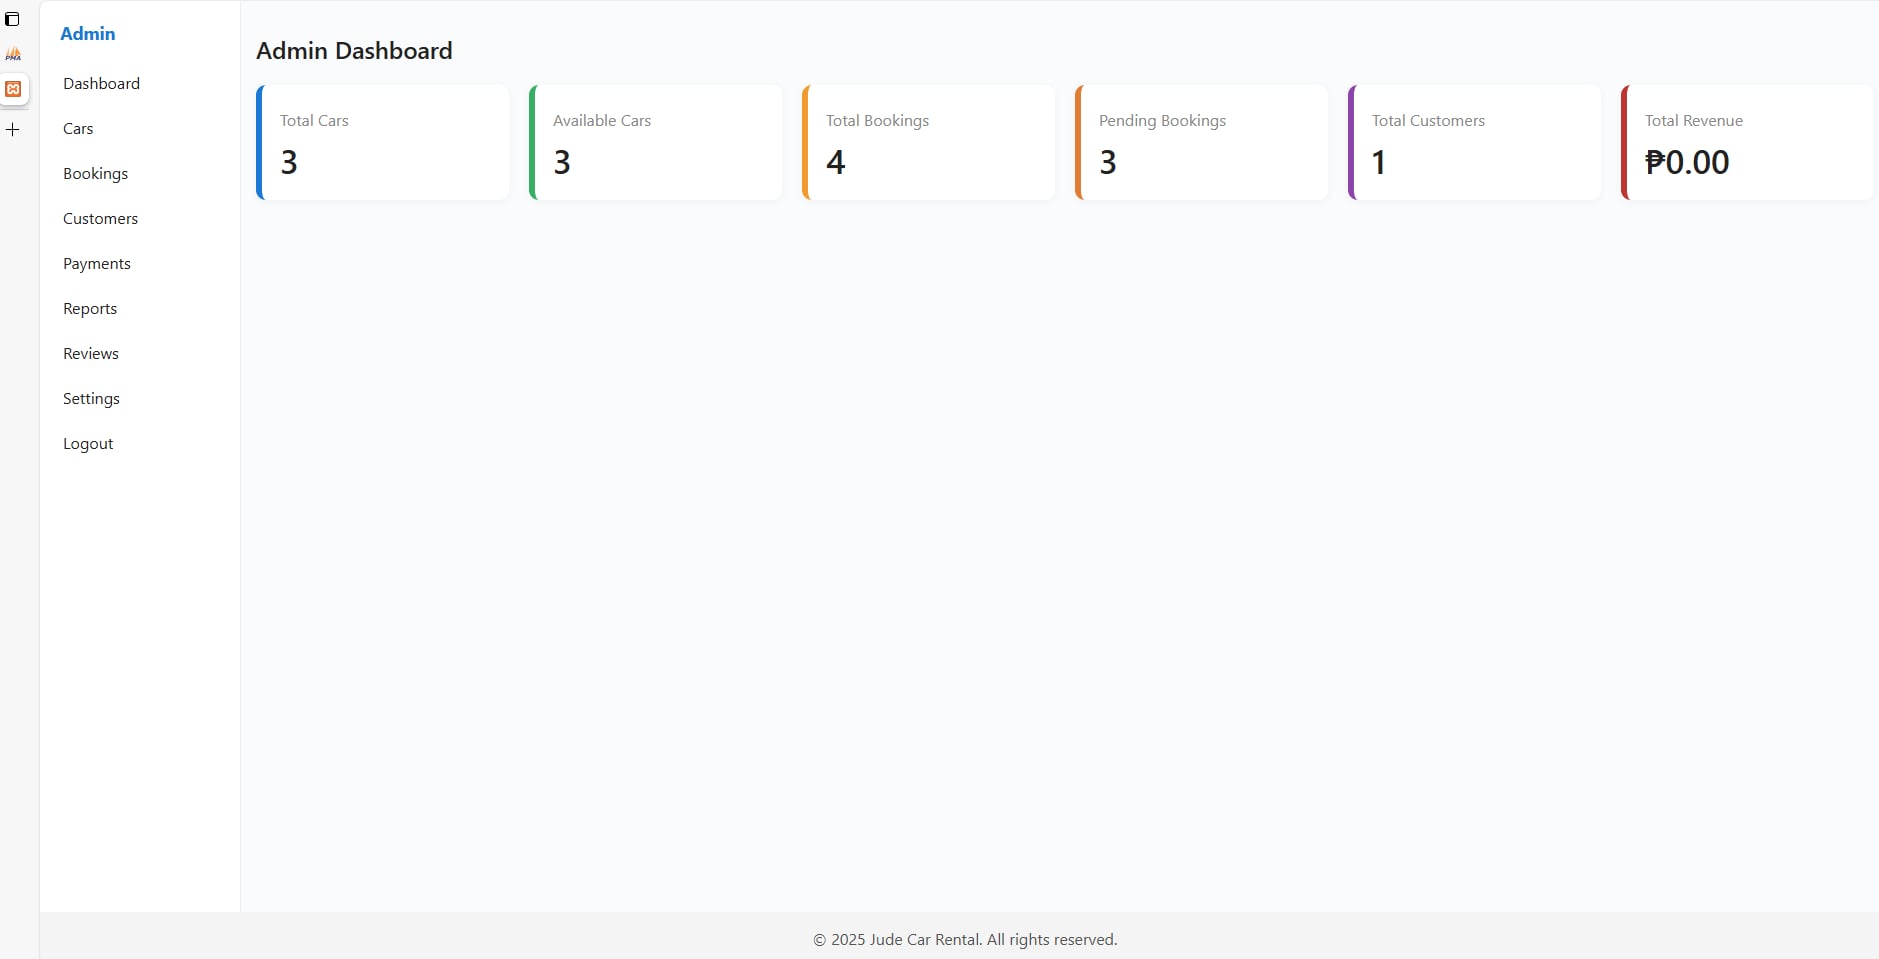 Admin
Dashboard
Cars
Bookings
Customers
Payments
Reports
Reviews
Settings
Logout
Admin Dashboard
Total Cars
3
Available Cars
3
Total Bookings
4
Pending Bookings
3
Total Customers
1
Total Revenue
₱0.00
© 2025 Jude Car Rental. All rights reserved.
PMA